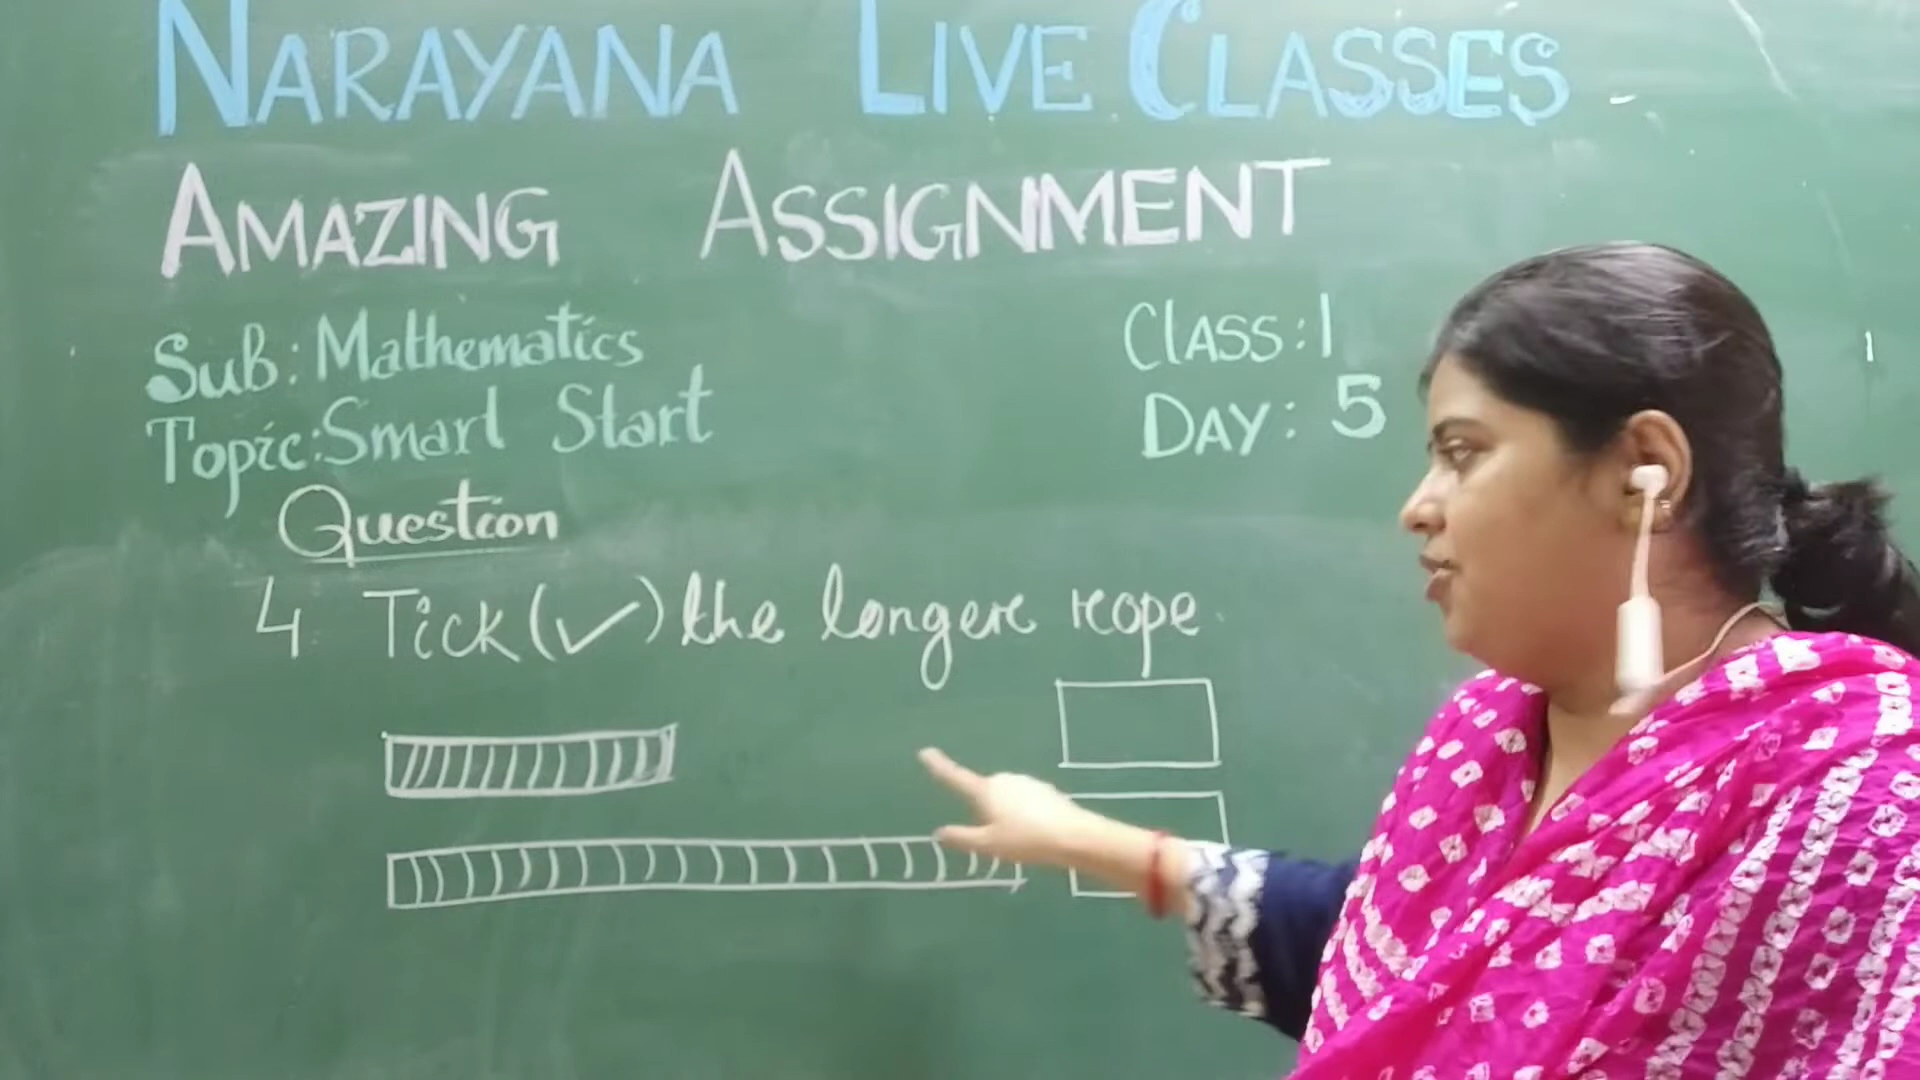 NARAYANA LIVE CLASSES
AMAZING ASSIGNMENT
Sub: Mathematics
Class: 1
Topic: Smart Start
DAY: 5
Question
4. Tick (✓) the longer rope.